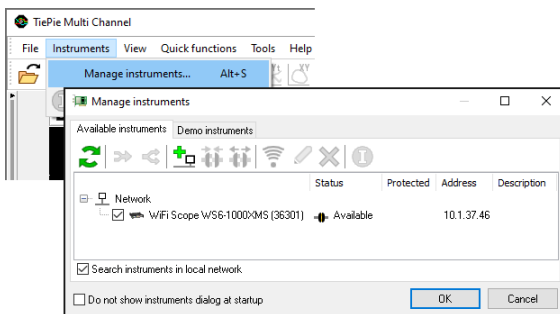 TiePie Multi Channel
File Instruments View Quick functions Tools Help
Manage instruments... Alt+S
XY
Manage instruments
Available instruments Demo instruments
Status Protected Address Description
Network
WiFi Scope WS6-1000XMS (36301) Available 10.1.37.46
Search instruments in local network
Do not show instruments dialog at startup
OK Cancel